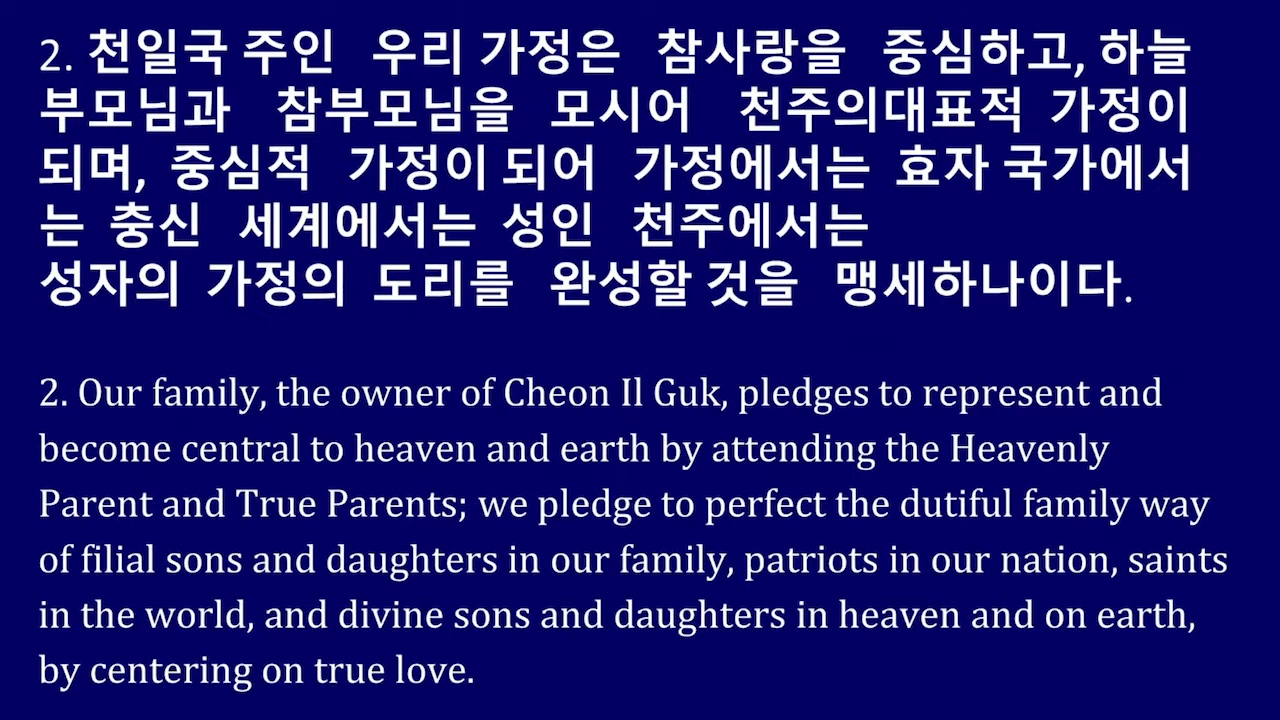 2. 천일국 주인 우리 가정은 참사랑을 중심하고, 하늘
부모님과 참부모님을 모시어 천주의대표적 가정이
되며, 중심적 가정이 되어 가정에서는 효자 국가에서
는 충신 세계에서는 성인 천주에서는
성자의 가정의 도리를 완성할 것을 맹세하나이다.
2. Our family, the owner of Cheon Il Guk, pledges to represent and
become central to heaven and earth by attending the Heavenly
Parent and True Parents; we pledge to perfect the dutiful family way
of filial sons and daughters in our family, patriots in our nation, saints
in the world, and divine sons and daughters in heaven and on earth,
by centering on true love.